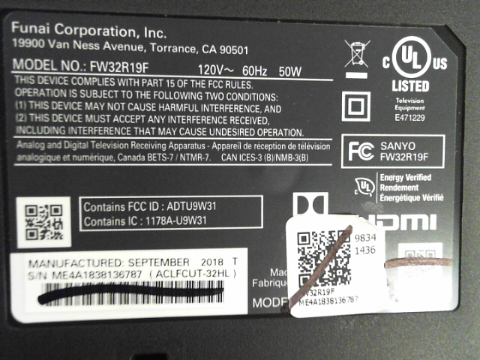 Funai Corporation, Inc.
19900 Van Ness Avenue, Torrance, CA 90501
MODEL NO.: FW32R19F 120V~ 60Hz 50W
THIS DEVICE COMPLIES WITH PART 15 OF THE FCC RULES.
OPERATION IS SUBJECT TO THE FOLLOWING TWO CONDITIONS:
(1) THIS DEVICE MAY NOT CAUSE HARMFUL INTERFERENCE, AND
(2) THIS DEVICE MUST ACCEPT ANY INTERFERENCE RECEIVED,
INCLUDING INTERFERENCE THAT MAY CAUSE UNDESIRED OPERATION.
Analog and Digital Television Receiving Apparatus - Appareil de réception de télévision
analogique et numérique, Canada BETS-7 / NTMR-7. CAN ICES-3 (B)/NMB-3(B)
C UL US
LISTED
Television
Equipment
E471229
FC SANYO
FW32R19F
UL Energy Verified
Rendement
Énergétique Vérifié
Contains FCC ID : ADTU9W31
Contains IC : 1178A-U9W31
HDMI
MANUFACTURED: SEPTEMBER 2018 T
S/N ME4A1838136787 ( ACLFCUT-32HL )
9834
1436
FW32R19F
ME4A1838136787